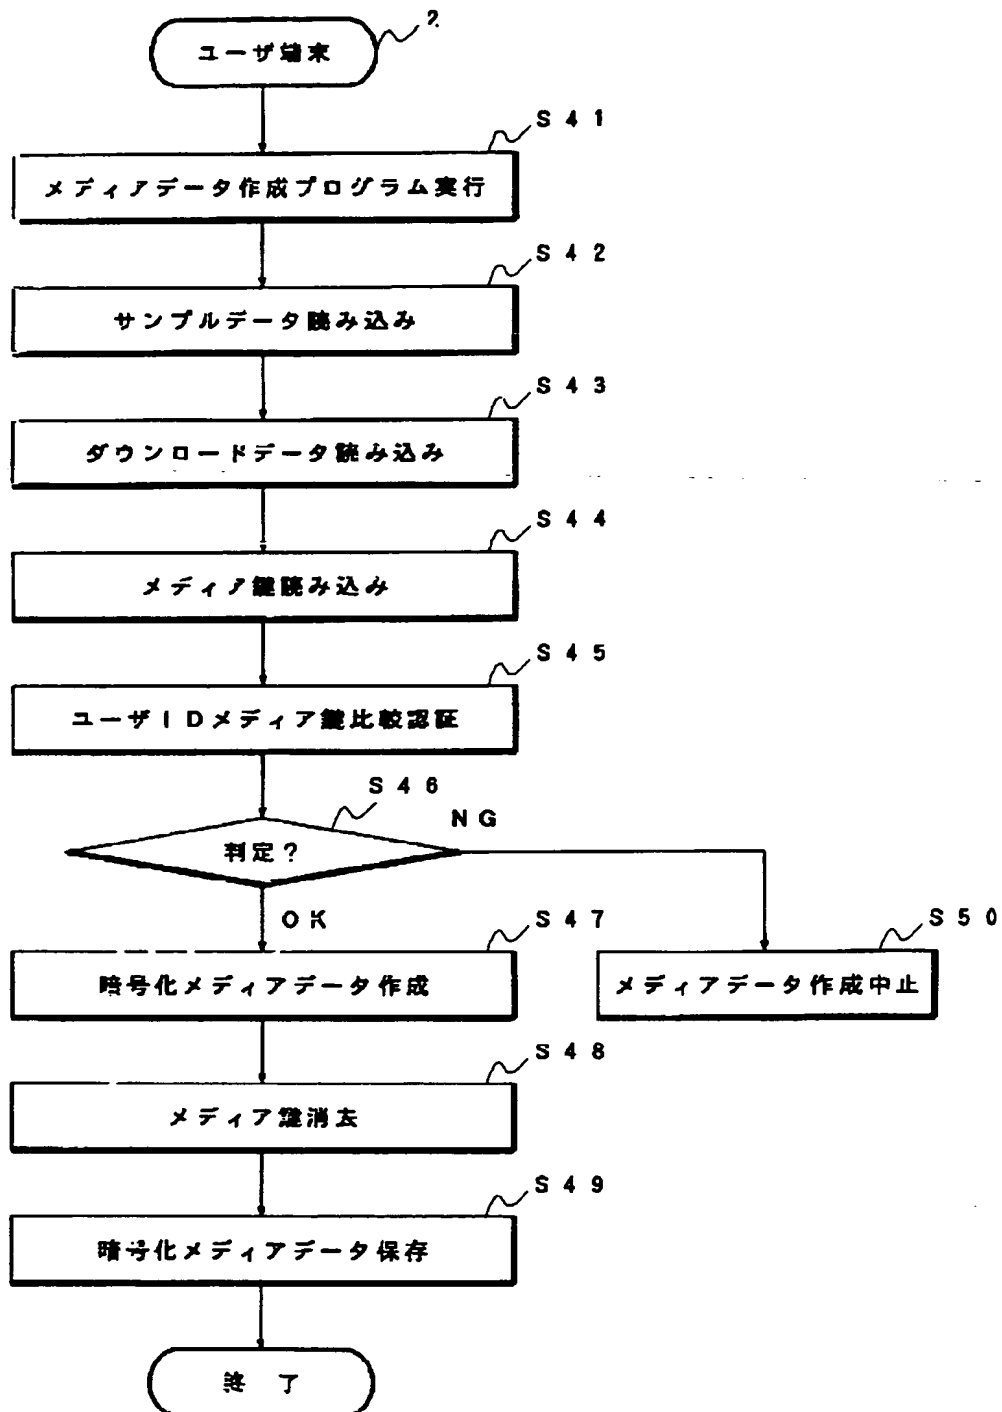 ユーザ端末
2
S41
メディアデータ作成プログラム実行
S42
サンプルデータ読み込み
S43
ダウンロードデータ読み込み
S44
メディア鍵読み込み
S45
ユーザIDメディア鍵比較認証
S46
NG
判定?
OK
S47
暗号化メディアデータ作成
S50
メディアデータ作成中止
S48
メディア鍵消去
S49
暗号化メディアデータ保存
終 了